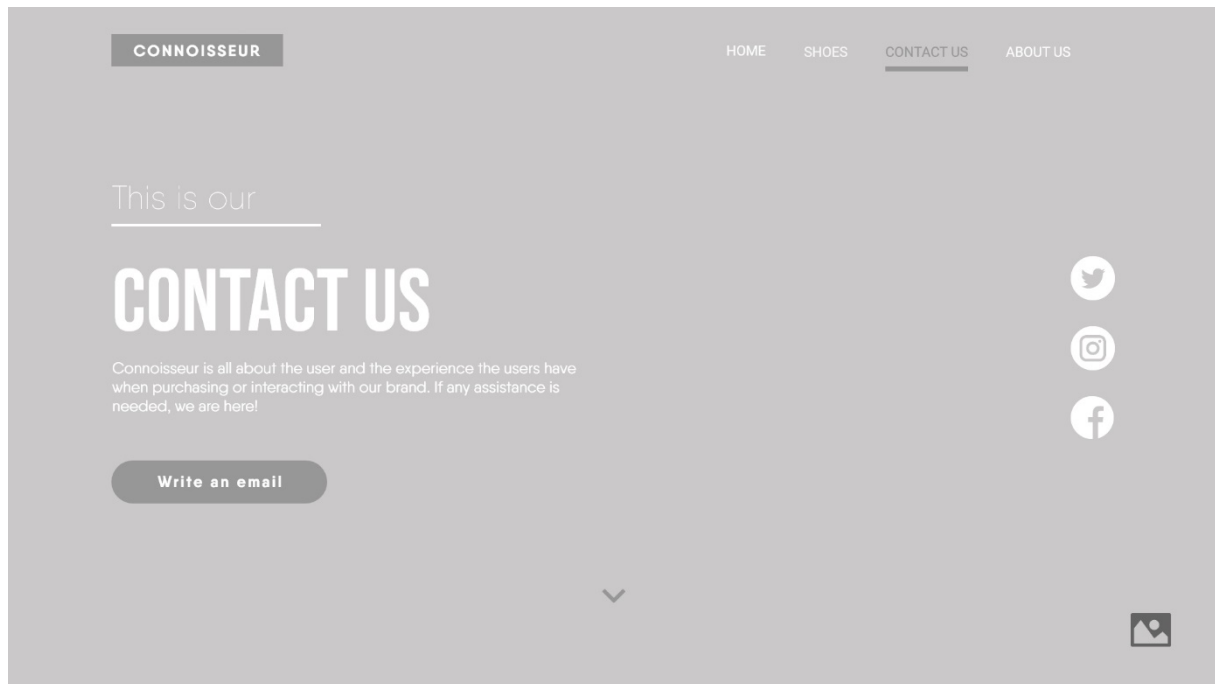 CONNOISSEUR
HOME SHOES CONTACT US ABOUT US
This is our
CONTACT US
Connoisseur is all about the user and the experience the users have
when purchasing or interacting with our brand. If any assistance is
needed, we are here!
Write an email